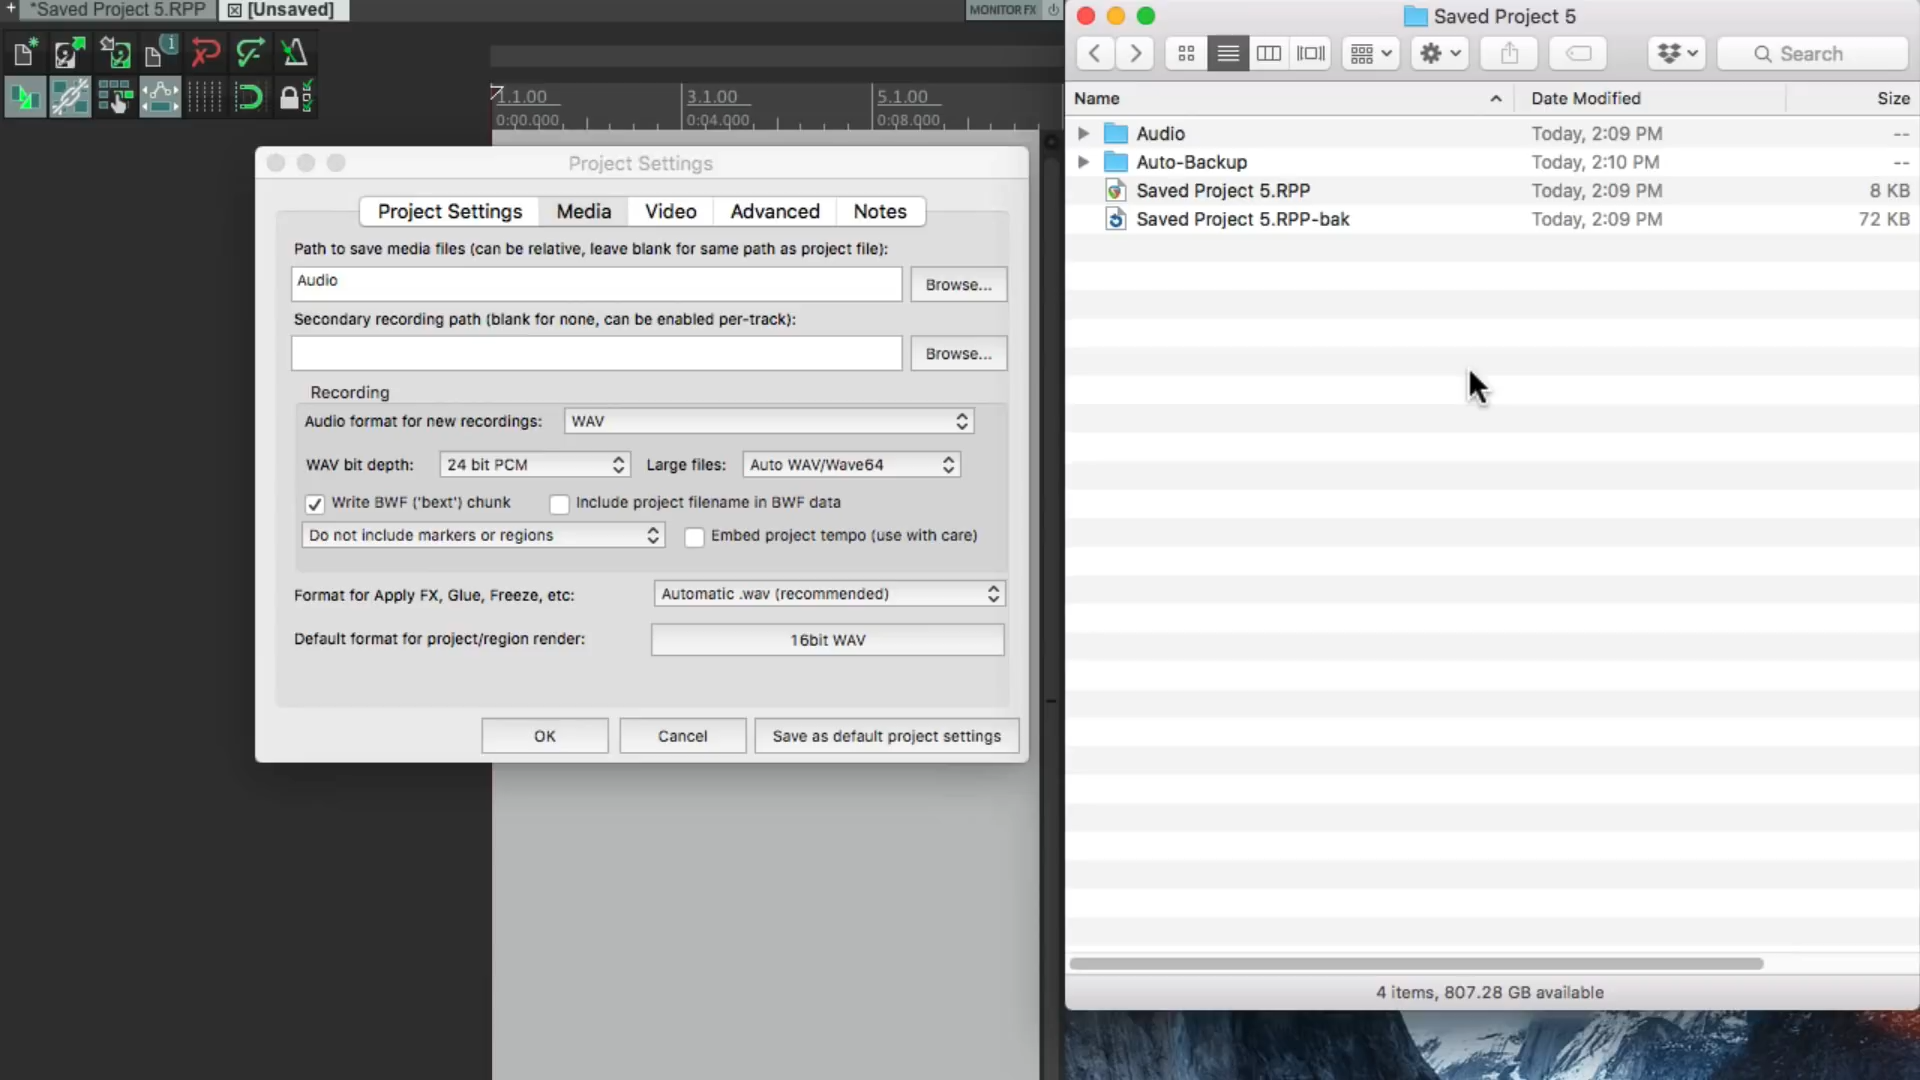 + *Saved Project 5.RPP [Unsaved]
MONITOR FX
1.1.00 3.1.00 5.1.00
0:00.000 0:04.000 0:08.000
Project Settings
Project Settings Media Video Advanced Notes
Path to save media files (can be relative, leave blank for same path as project file):
Audio Browse...
Secondary recording path (blank for none, can be enabled per-track):
Browse...
Recording
Audio format for new recordings: WAV
WAV bit depth: 24 bit PCM Large files: Auto WAV/Wave64
Write BWF ('bext') chunk Include project filename in BWF data
Do not include markers or regions Embed project tempo (use with care)
Format for Apply FX, Glue, Freeze, etc: Automatic .wav (recommended)
Default format for project/region render: 16bit WAV
OK Cancel Save as default project settings
Saved Project 5
Search
Name Date Modified Size
Audio Today, 2:09 PM --
Auto-Backup Today, 2:10 PM --
Saved Project 5.RPP Today, 2:09 PM 8 KB
Saved Project 5.RPP-bak Today, 2:09 PM 72 KB
4 items, 807.28 GB available